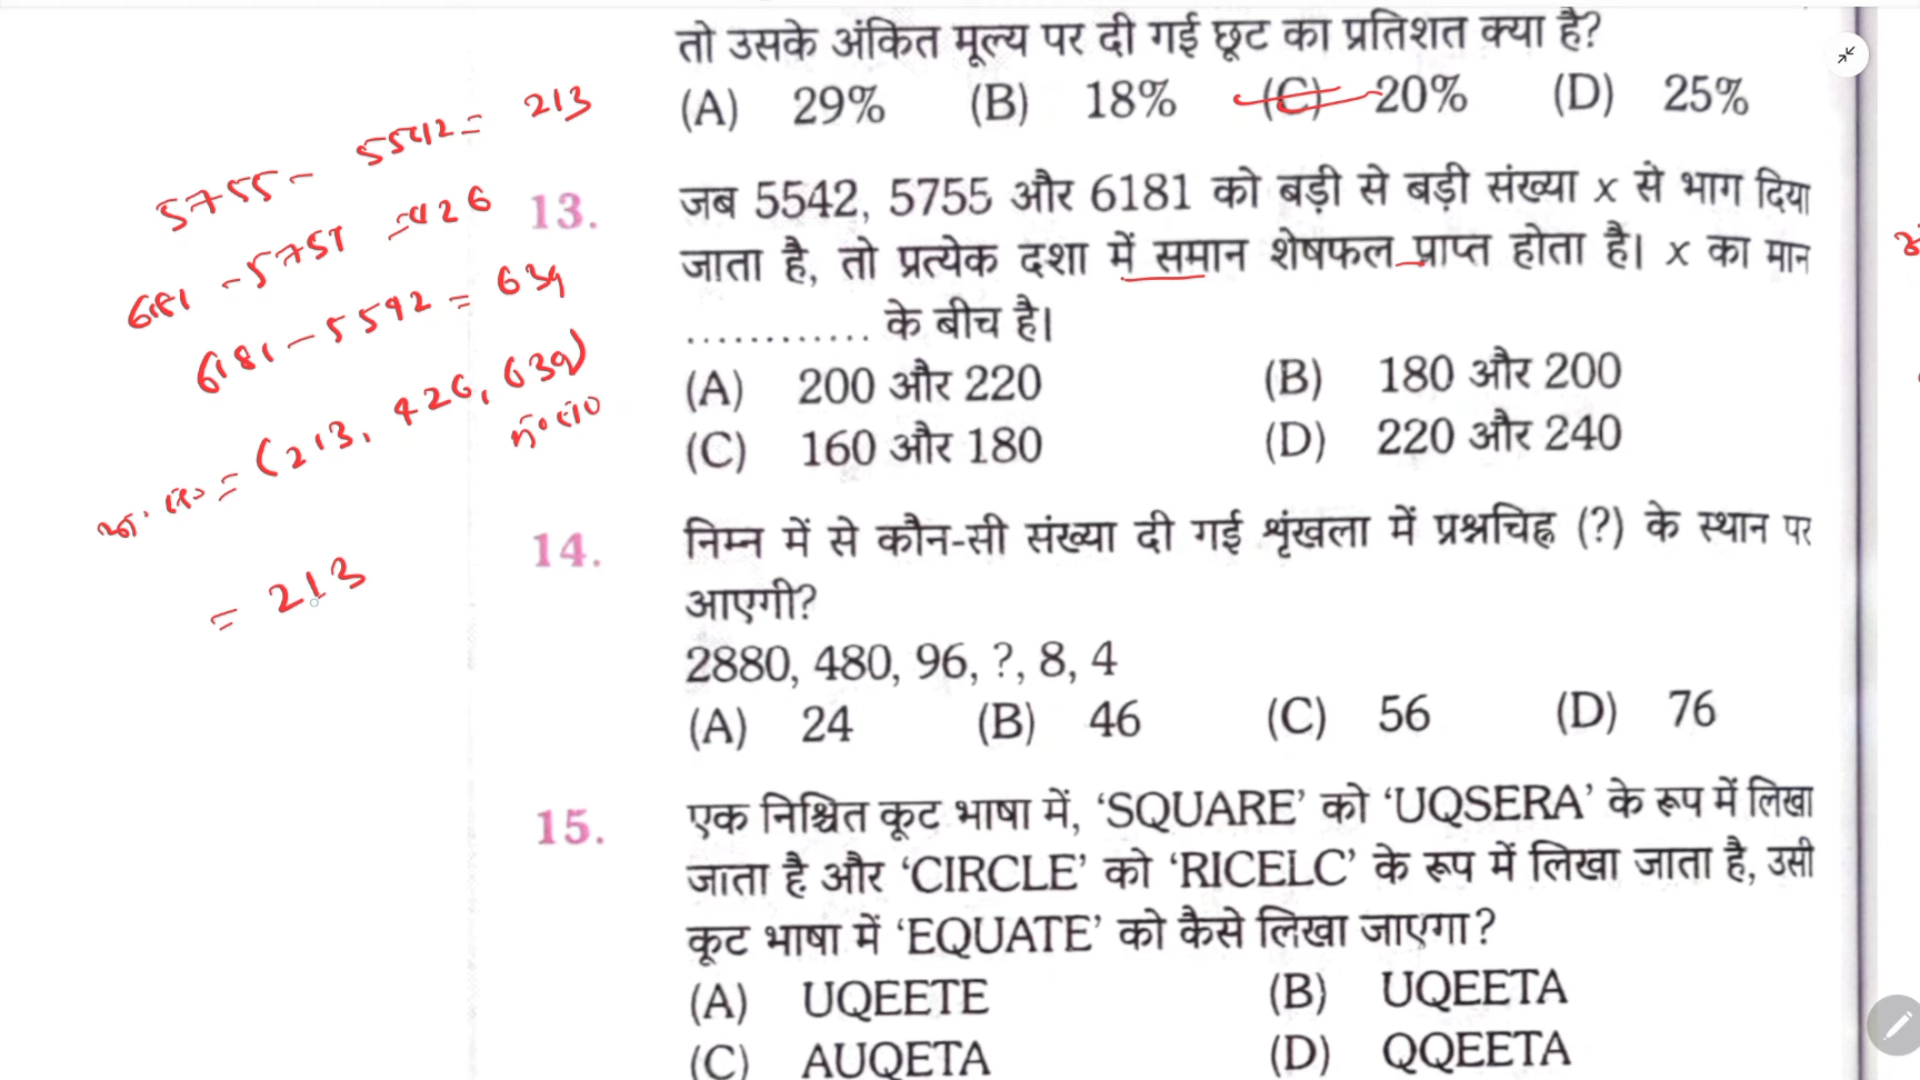 तो उसके अंकित मूल्य पर दी गई छूट का प्रतिशत क्या है?
(A) 29% (B) 18% (C) 20% (D) 25%
13. जब 5542, 5755 और 6181 को बड़ी से बड़ी संख्या x से भाग दिया
जाता है, तो प्रत्येक दशा में समान शेषफल प्राप्त होता है। x का मान
............. के बीच है।
(A) 200 और 220 (B) 180 और 200
(C) 160 और 180 (D) 220 और 240
14. निम्न में से कौन-सी संख्या दी गई शृंखला में प्रश्नचिह्न (?) के स्थान पर
आएगी?
2880, 480, 96, ?, 8, 4
(A) 24 (B) 46 (C) 56 (D) 76
15. एक निश्चित कूट भाषा में, ‘SQUARE’ को ‘UQSERA’ के रूप में लिखा
जाता है और ‘CIRCLE’ को ‘RICELC’ के रूप में लिखा जाता है, उसी
कूट भाषा में ‘EQUATE’ को कैसे लिखा जाएगा?
(A) UQEETE (B) UQEETA
(C) AUQETA (D) QQEETA
5755 - 5542 = 213
6181 - 5755 = 426
6181 - 5542 = 639
= (213, 426, 639)
= 213